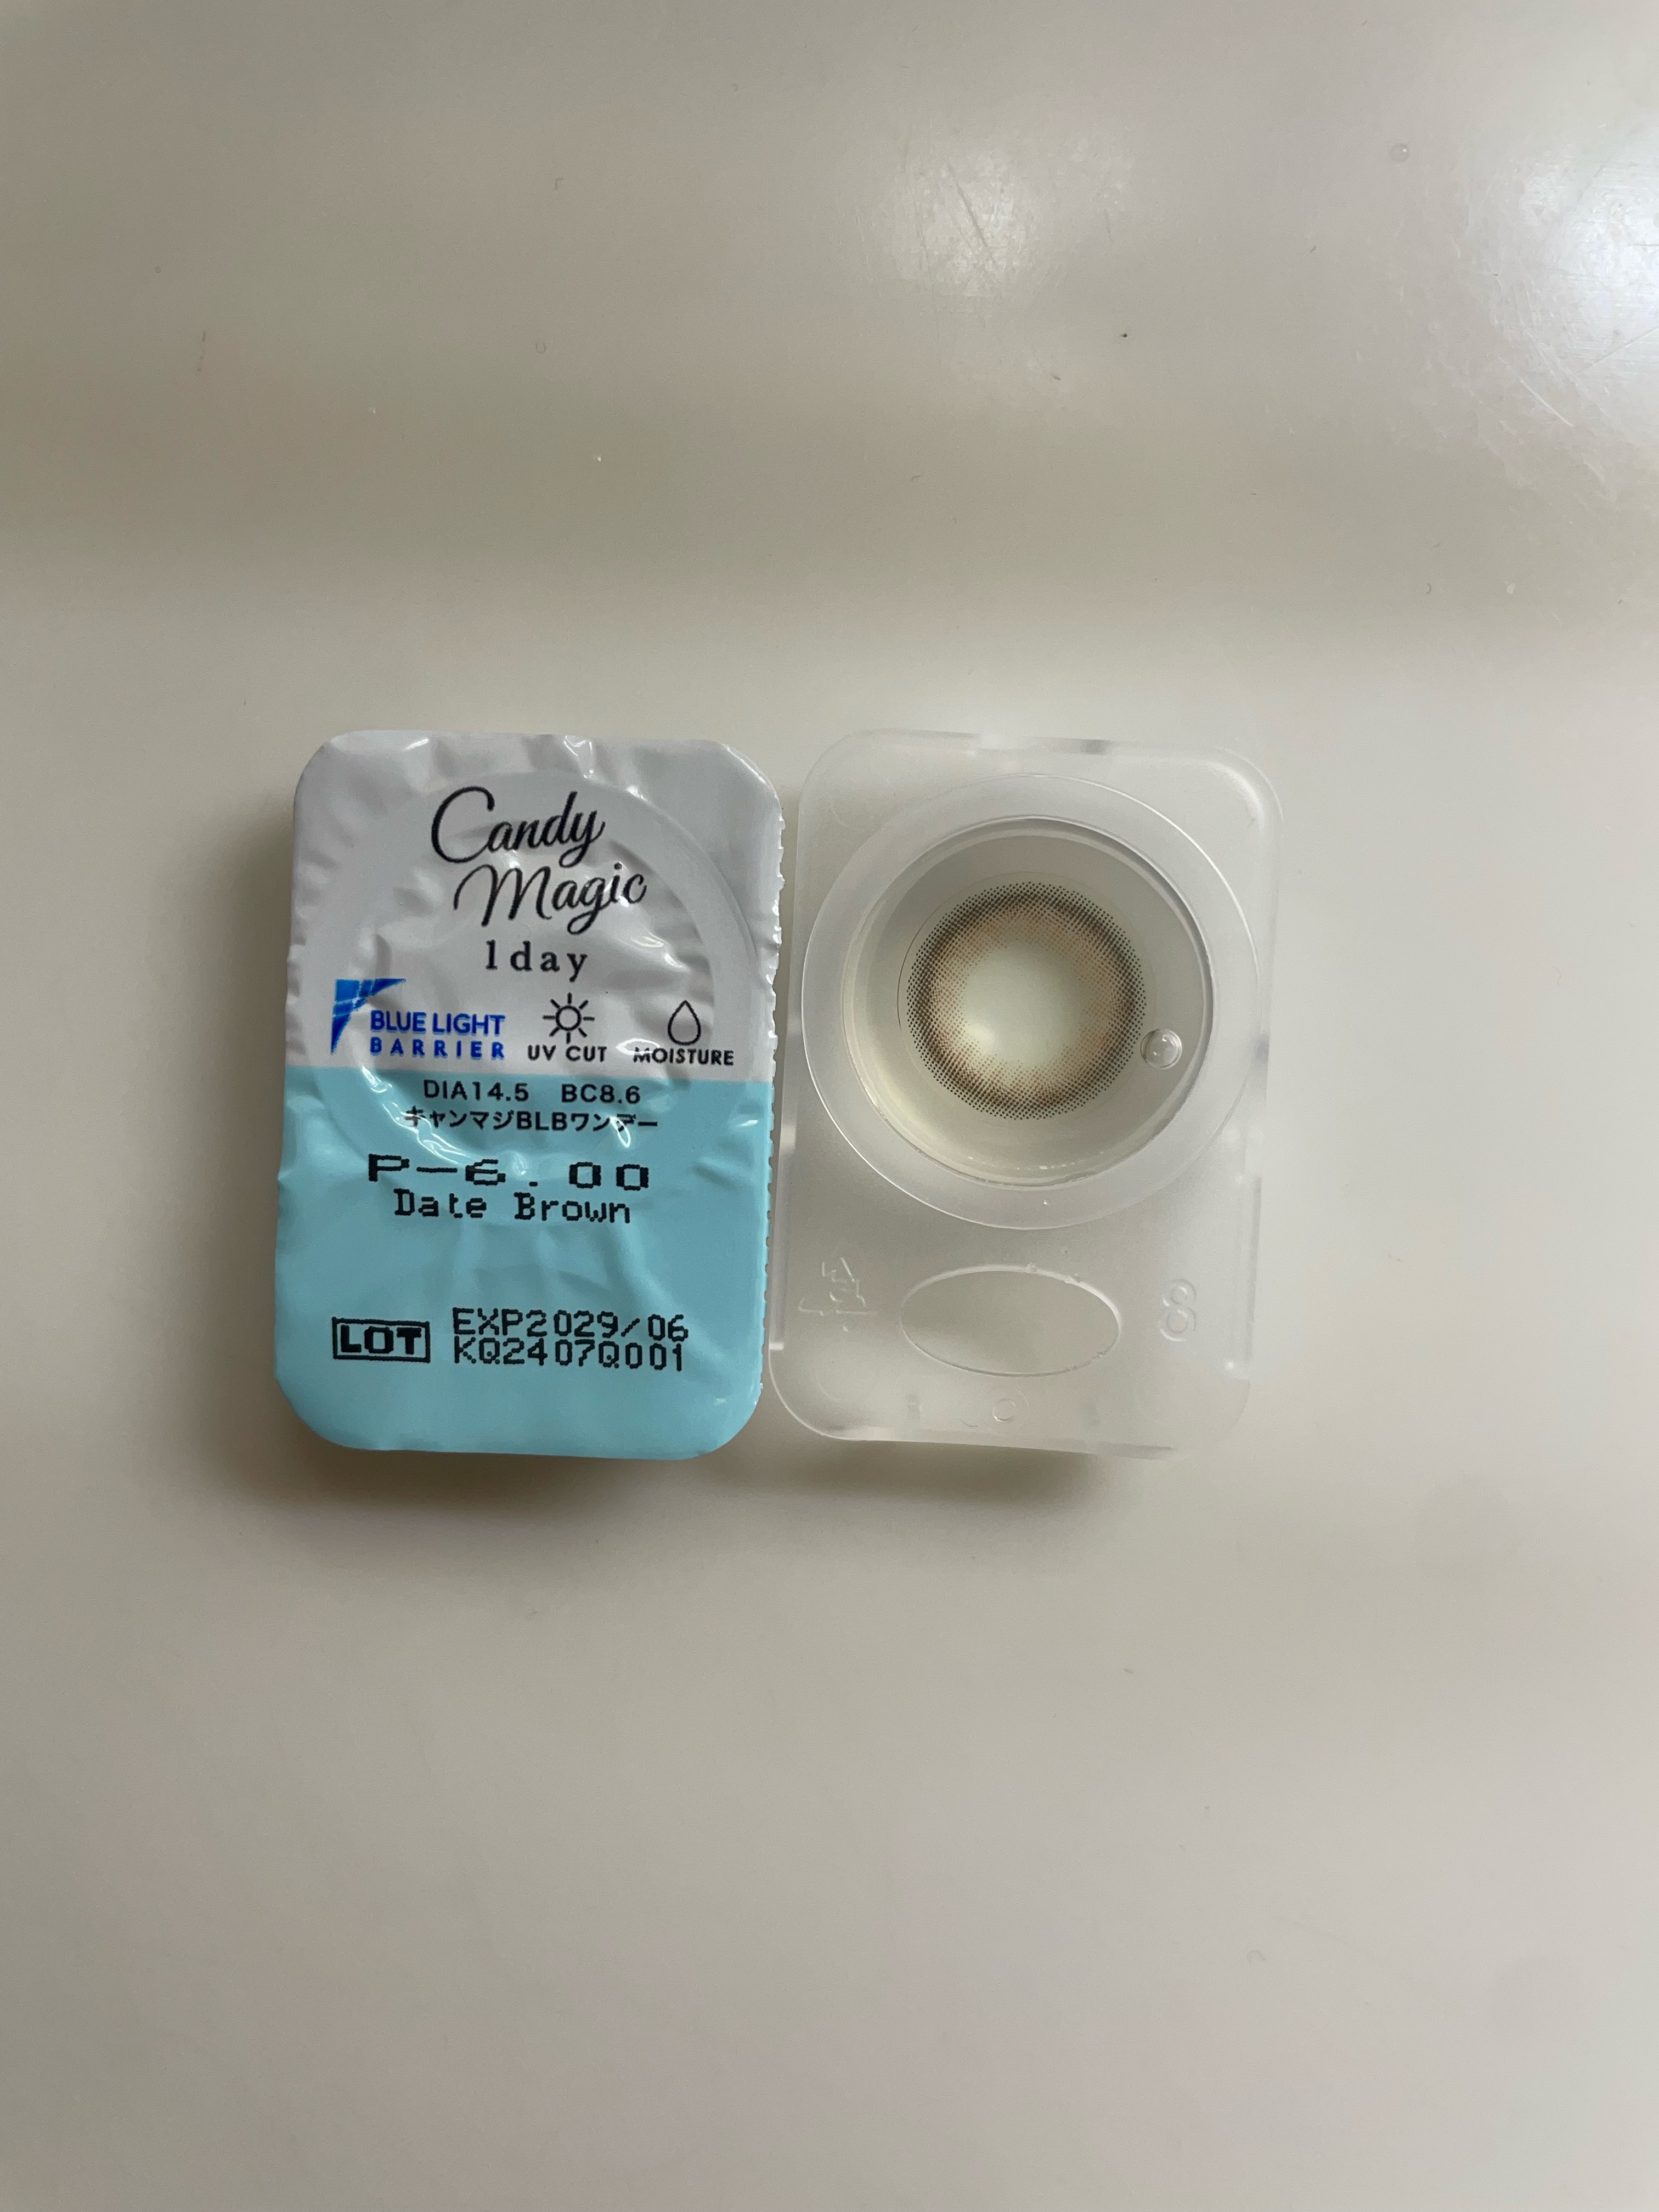 Candy
Magic
1day
BLUE LIGHT
BARRIER
UV CUT
MOISTURE
DIA14.5 BC8.6
キャンマジBLBワンデー
P-6.00
Date Brown
LOT
EXP2029/06
KQ2407Q001
8